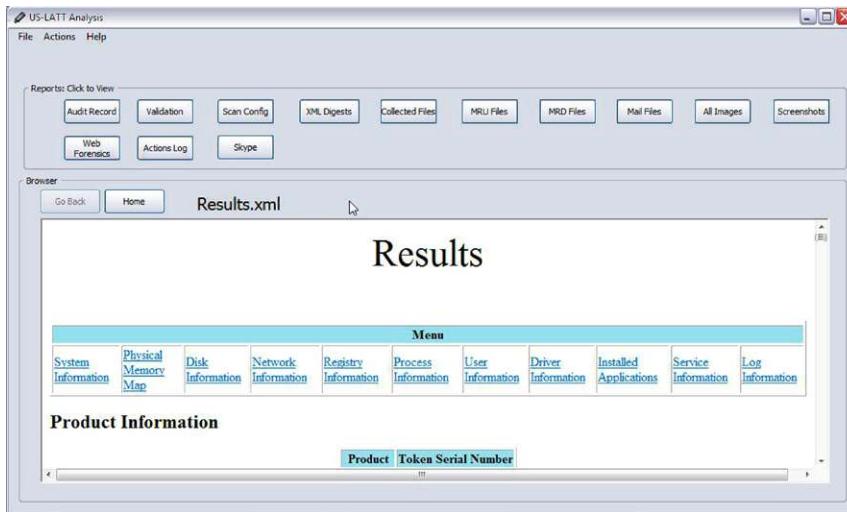 US-LATT Analysis
File Actions Help
Reports: Click to View
Audit Record Validation Scan Config XML Digests Collected Files MRU Files MRD Files Mail Files All Images Screenshots
Web Forensics Actions Log Skype
Browser
Go Back Home Results.xml
Results
Menu
System Information Physical Memory Map Disk Information Network Information Registry Information Process Information User Information Driver Information Installed Applications Service Information Log Information
Product Information
Product Token Serial Number